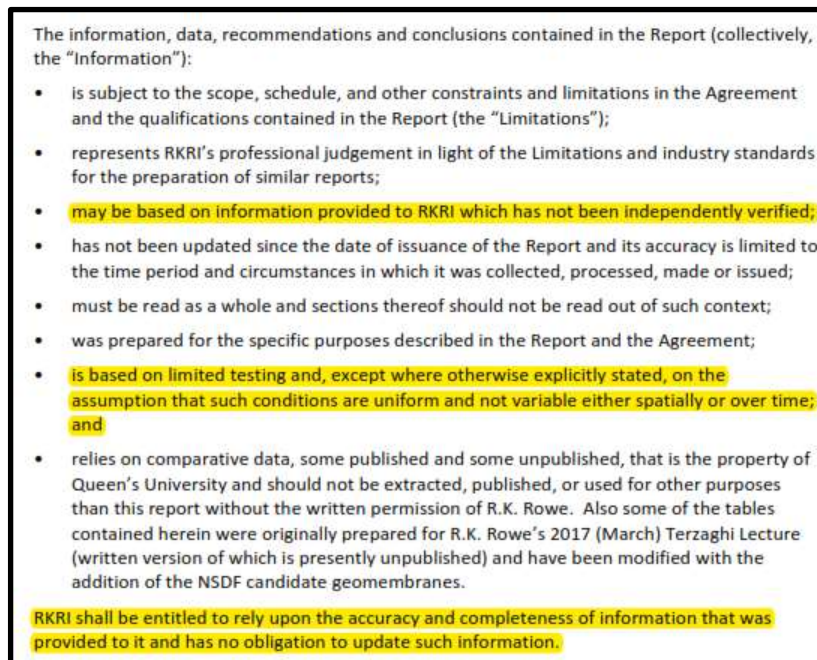 The information, data, recommendations and conclusions contained in the Report (collectively,
the “Information”):
• is subject to the scope, schedule, and other constraints and limitations in the Agreement
and the qualifications contained in the Report (the “Limitations”);
• represents RKRI’s professional judgement in light of the Limitations and industry standards
for the preparation of similar reports;
• may be based on information provided to RKRI which has not been independently verified;
• has not been updated since the date of issuance of the Report and its accuracy is limited to
the time period and circumstances in which it was collected, processed, made or issued;
• must be read as a whole and sections thereof should not be read out of such context;
• was prepared for the specific purposes described in the Report and the Agreement;
• is based on limited testing and, except where otherwise explicitly stated, on the
assumption that such conditions are uniform and not variable either spatially or over time;
and
• relies on comparative data, some published and some unpublished, that is the property of
Queen’s University and should not be extracted, published, or used for other purposes
than this report without the written permission of R.K. Rowe. Also some of the tables
contained herein were originally prepared for R.K. Rowe’s 2017 (March) Terzaghi Lecture
(written version of which is presently unpublished) and have been modified with the
addition of the NSDF candidate geomembranes.
RKRI shall be entitled to rely upon the accuracy and completeness of information that was
provided to it and has no obligation to update such information.